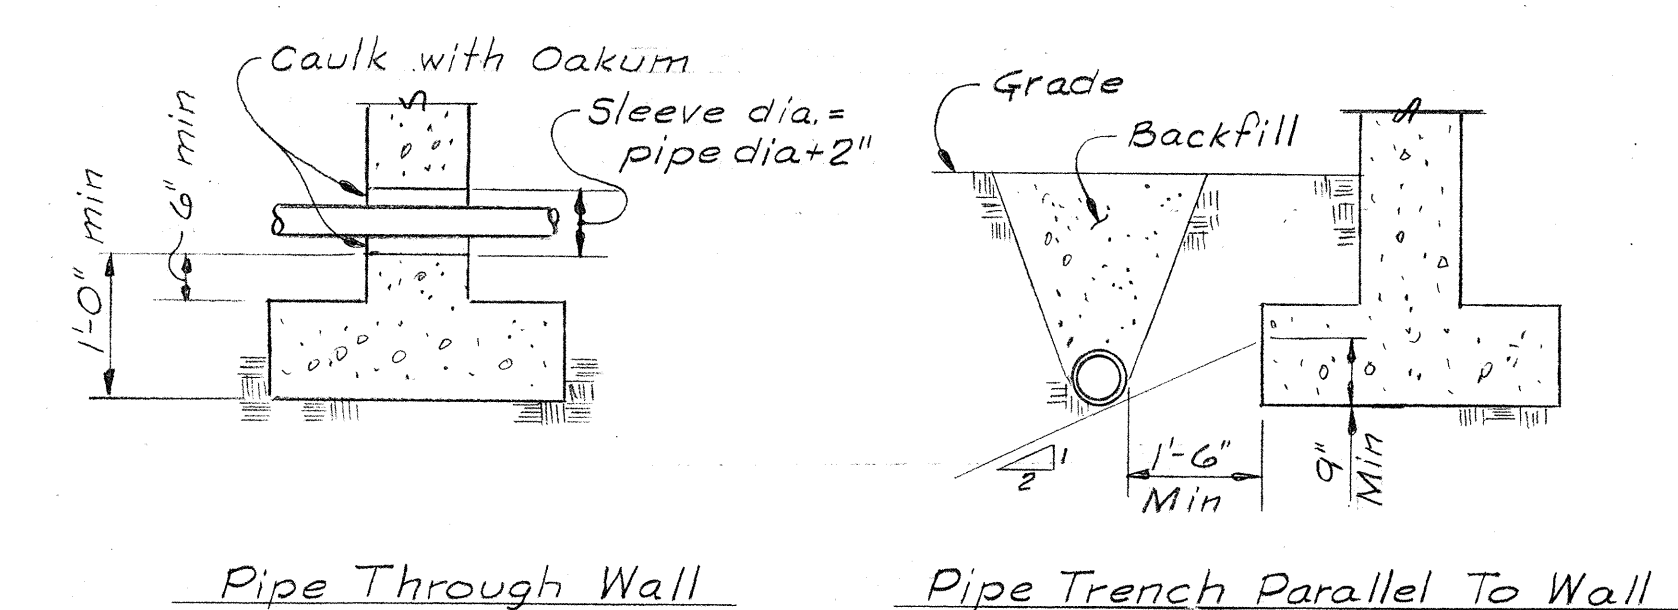 Caulk with Oakum
Sleeve dia. =
pipe dia + 2"
6" min
1'-0" min
Pipe Through Wall
Grade
Backfill
1
2
1'-6"
Min
9"
Min
Pipe Trench Parallel To Wall